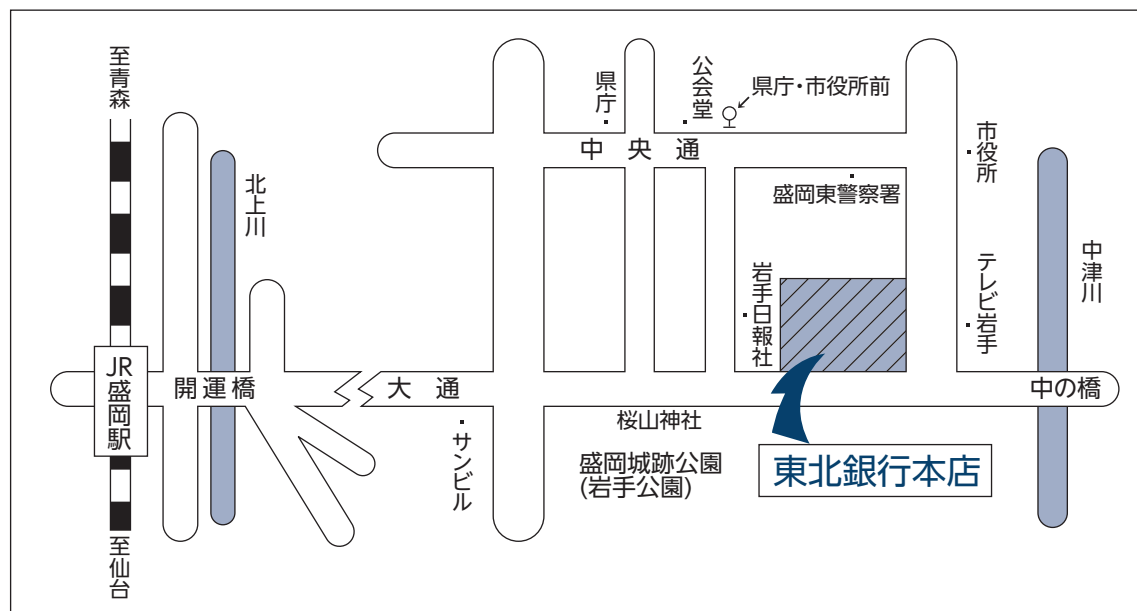 至青森
北上川
県庁
公会堂
県庁・市役所前
中央通
市役所
盛岡東警察署
岩手日報社
テレビ岩手
中津川
JR盛岡駅
開運橋
大通
中の橋
サンビル
桜山神社
盛岡城跡公園
(岩手公園)
東北銀行本店
至仙台